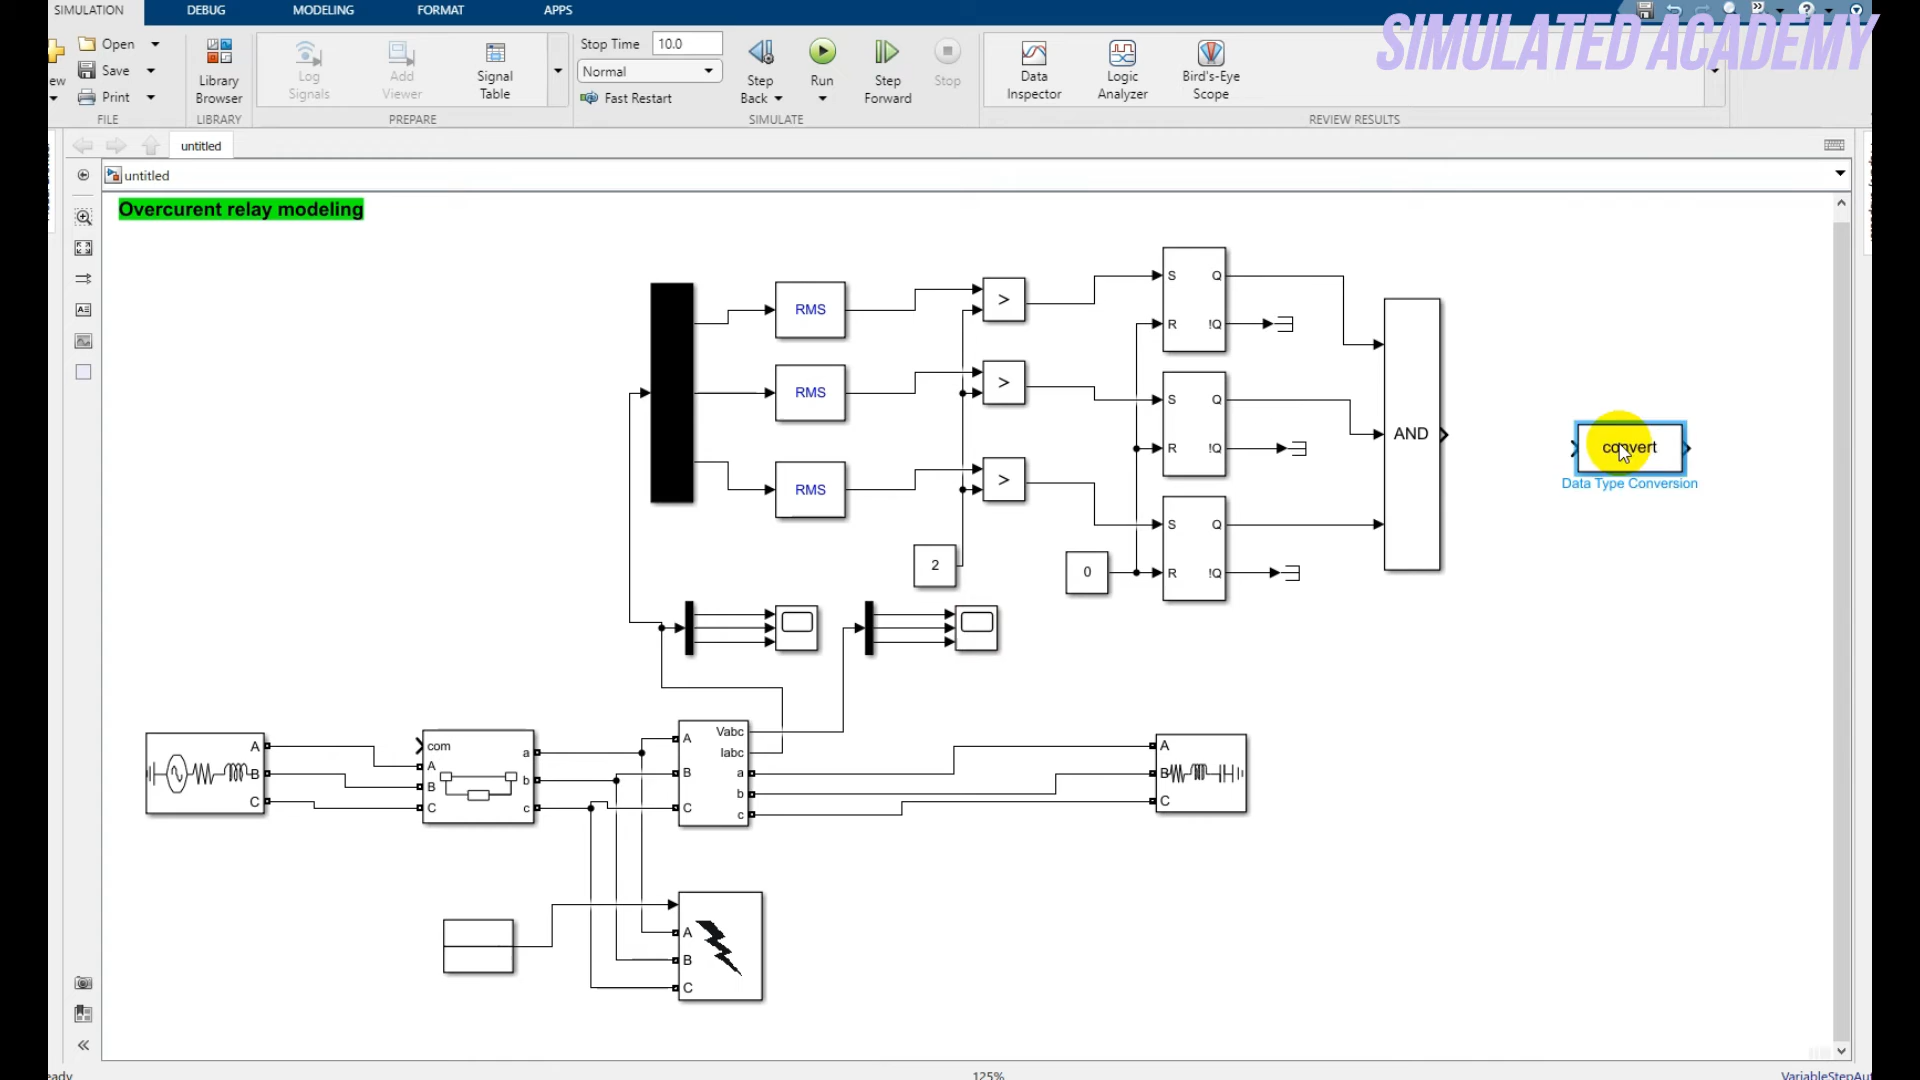 SIMULATION DEBUG MODELING FORMAT APPS
SIMULATED ACADEMY
Open
Save
Print
FILE
Library
Browser
LIBRARY
Log
Signals
Add
Viewer
Signal
Table
PREPARE
Stop Time 10.0
Normal
Fast Restart
Step
Back
Run
Step
Forward
Stop
SIMULATE
Data
Inspector
Logic
Analyzer
Bird's-Eye
Scope
REVIEW RESULTS
untitled
untitled
Overcurent relay modeling
RMS
RMS
RMS
>
>
>
2
0
S Q
R !Q
S Q
R !Q
S Q
R !Q
AND
convert
Data Type Conversion
A
B
C
com
A
B
C
a
b
c
A
B
C
Vabc
Iabc
a
b
c
A
B
C
A
B
C
125%